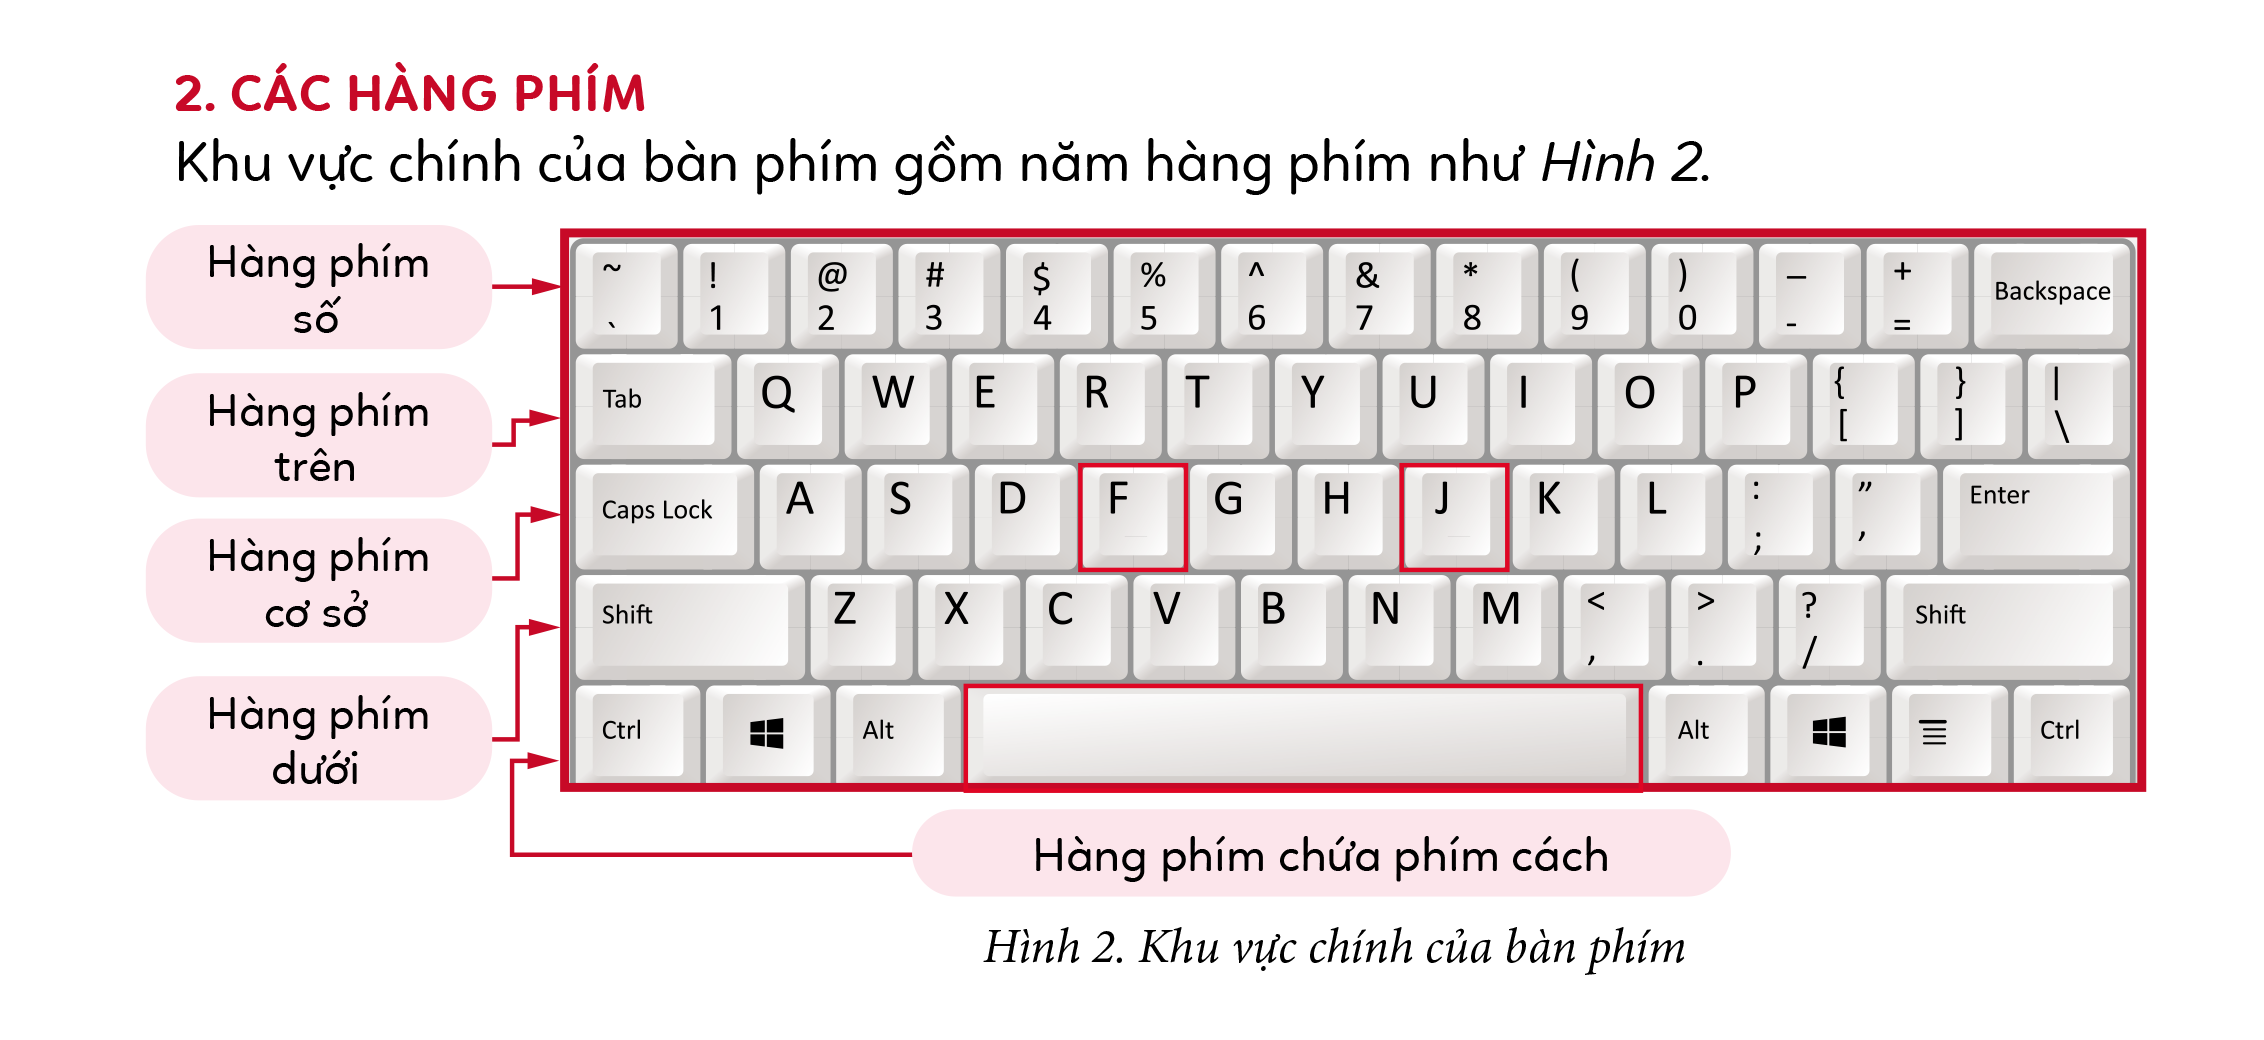 2. CÁC HÀNG PHÍM
Khu vực chính của bàn phím gồm năm hàng phím như Hình 2.
Hàng phím
số
~ ! @ # $ % ^ & * ( ) – +
` 1 2 3 4 5 6 7 8 9 0 - = Backspace
Hàng phím
trên
Tab Q W E R T Y U I O P { } |
[ ] \
Hàng phím
cơ sở
Caps Lock A S D F G H J K L : ” Enter
; ,
Hàng phím
dưới
Shift Z X C V B N M < > ? Shift
, . /
Ctrl Alt Alt Ctrl
Hàng phím chứa phím cách
Hình 2. Khu vực chính của bàn phím